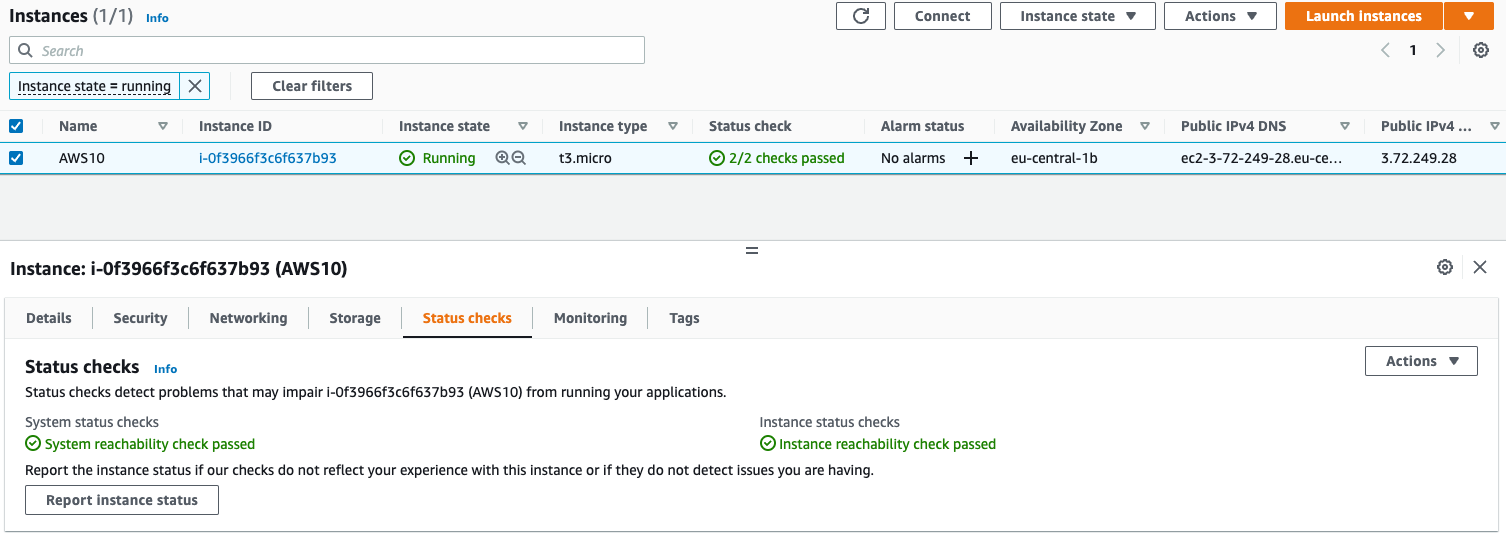 Instances (1/1) Info Connect Instance state Actions Launch instances
Search 1
Instance state = running Clear filters
Name Instance ID Instance state Instance type Status check Alarm status Availability Zone Public IPv4 DNS Public IPv4 ...
AWS10 i-0f3966f3c6f637b93 Running t3.micro 2/2 checks passed No alarms + eu-central-1b ec2-3-72-249-28.eu-ce... 3.72.249.28
Instance: i-0f3966f3c6f637b93 (AWS10)
Details Security Networking Storage Status checks Monitoring Tags
Status checks Info Actions
Status checks detect problems that may impair i-0f3966f3c6f637b93 (AWS10) from running your applications.
System status checks Instance status checks
System reachability check passed Instance reachability check passed
Report the instance status if our checks do not reflect your experience with this instance or if they do not detect issues you are having.
Report instance status